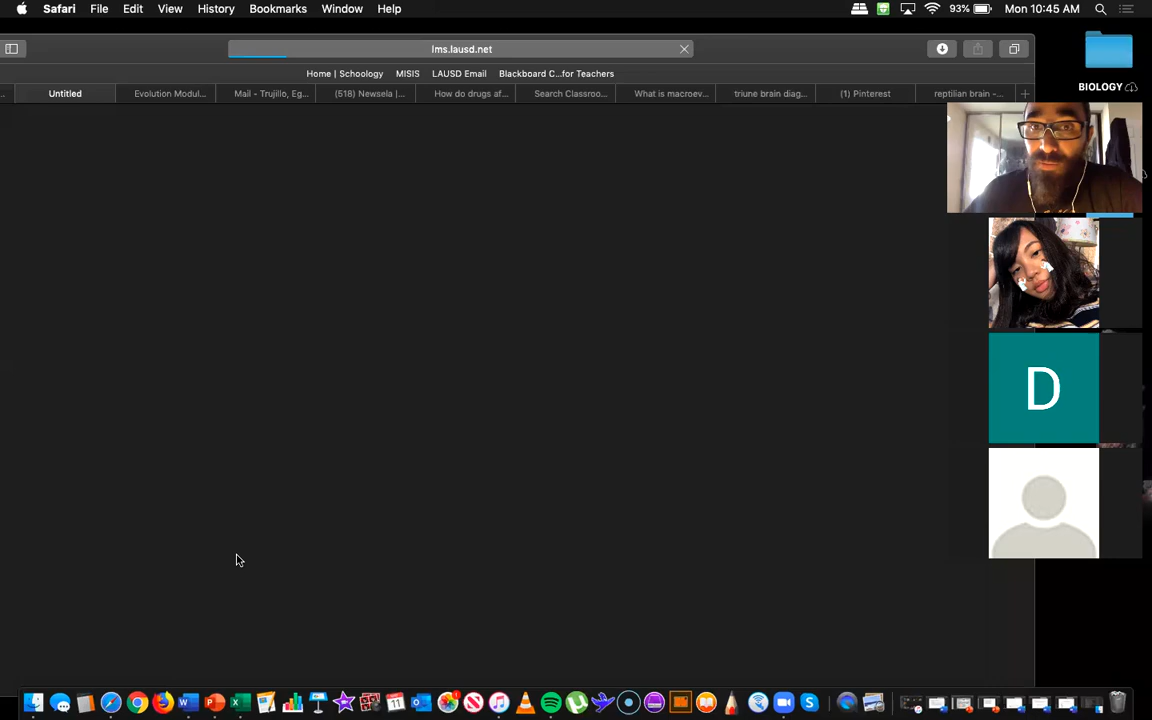 Safari File Edit View History Bookmarks Window Help 93% Mon 10:45 AM
lms.lausd.net
Home | Schoology MISIS LAUSD Email Blackboard C...for Teachers
Untitled Evolution Modul... Mail - Trujillo, Eg... (518) Newsela |... How do drugs af... Search Classroo... What is macroev... triune brain diag... (1) Pinterest reptilian brain -...
BIOLOGY
D